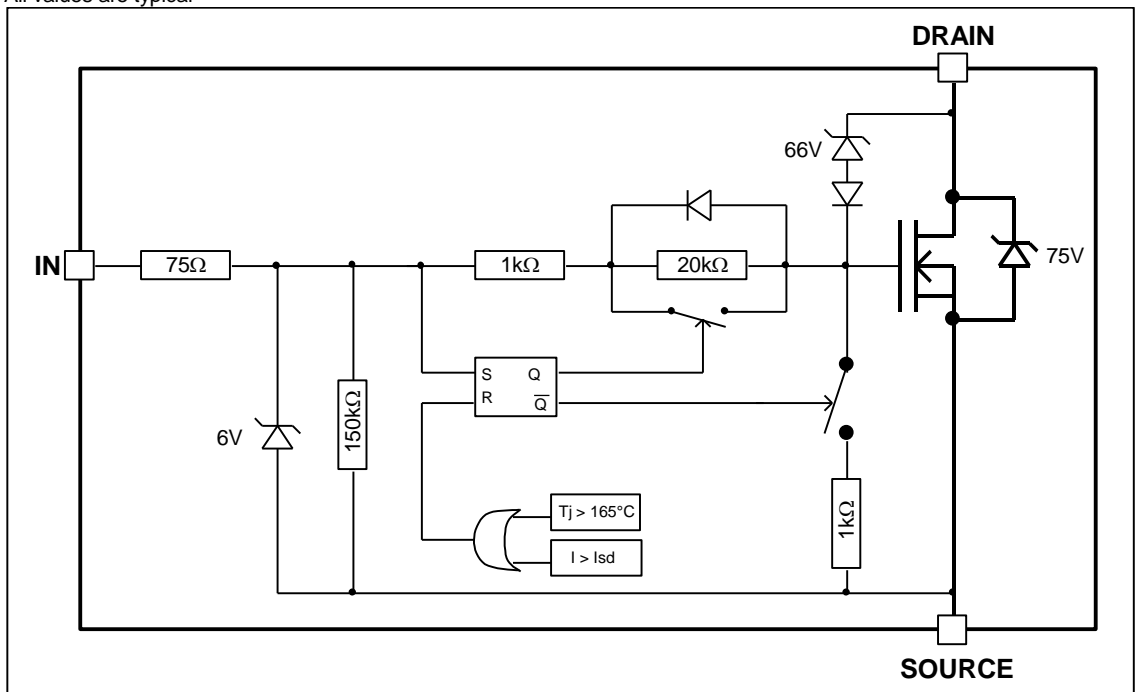 All values are typical
DRAIN
66V
IN
75Ω
1kΩ
20kΩ
75V
S Q
R Q̅
6V
150kΩ
Tj > 165°C
I > Isd
1kΩ
SOURCE